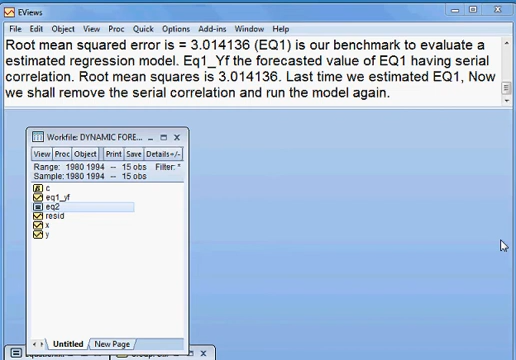 EViews
File Edit Object View Proc Quick Options Add-ins Window Help
Root mean squared error is = 3.014136 (EQ1) is our benchmark to evaluate a
estimated regression model. Eq1_Yf the forecasted value of EQ1 having serial
correlation. Root mean squares is 3.014136. Last time we estimated EQ1, Now
we shall remove the serial correlation and run the model again.
Workfile: DYNAMIC FORE...
View Proc Object Print Save Details+/-
Range: 1980 1994 -- 15 obs Filter: *
Sample: 1980 1994 -- 15 obs
c
eq1_yf
eq2
resid
x
y
Untitled New Page